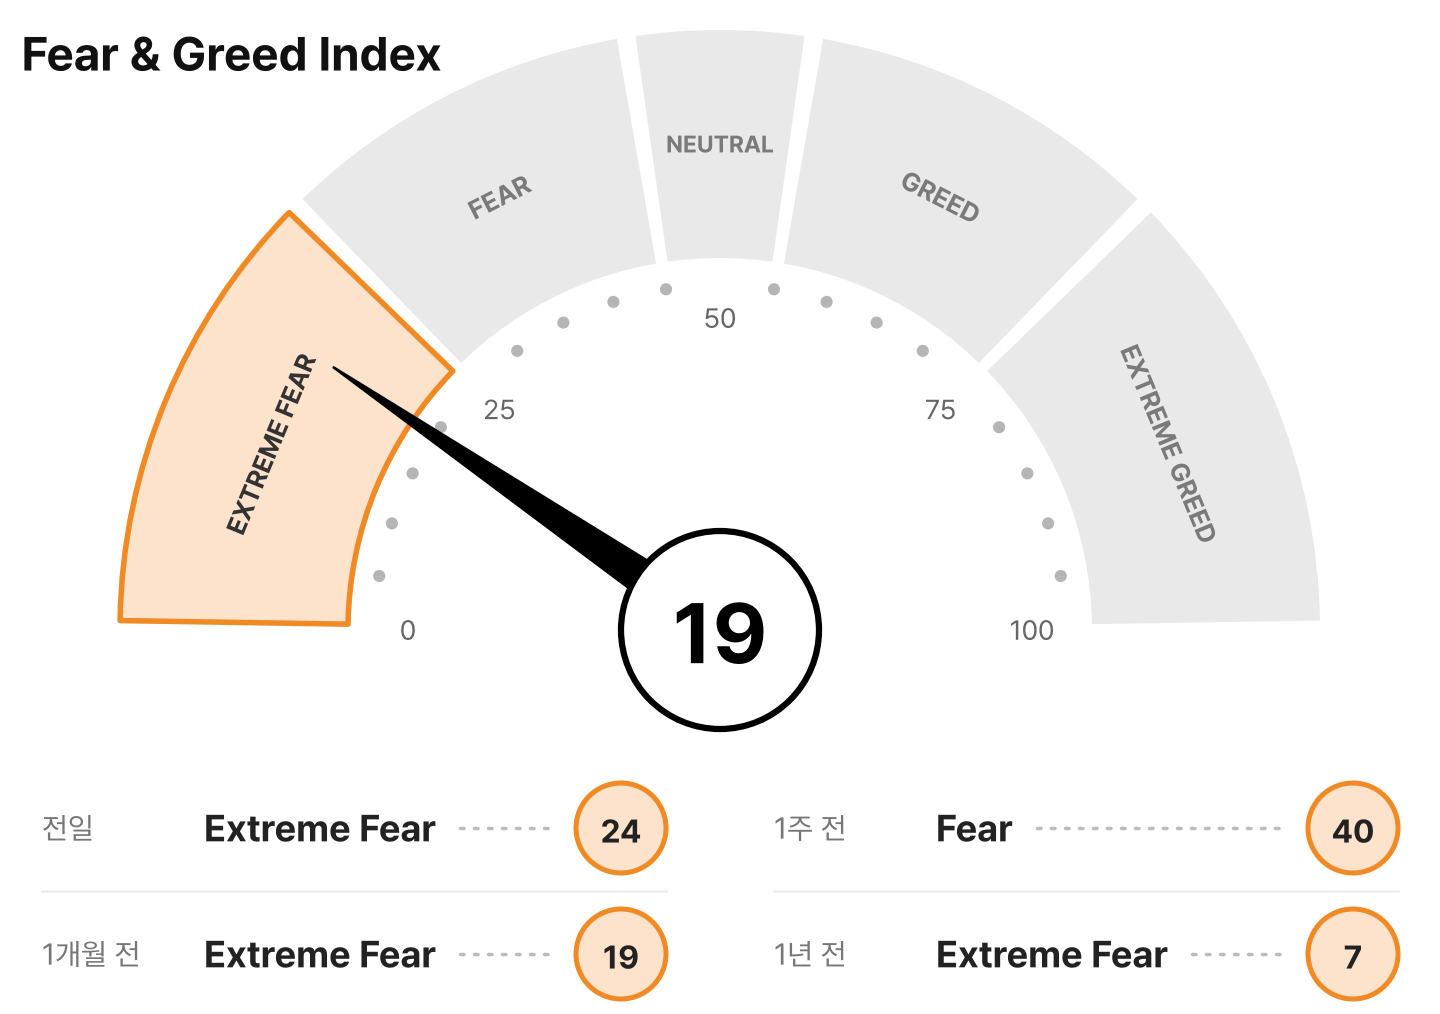 Fear & Greed Index
EXTREME FEAR
FEAR
NEUTRAL
GREED
EXTREME GREED
0
25
50
75
100
19
전일 Extreme Fear 24
1주 전 Fear 40
1개월 전 Extreme Fear 19
1년 전 Extreme Fear 7